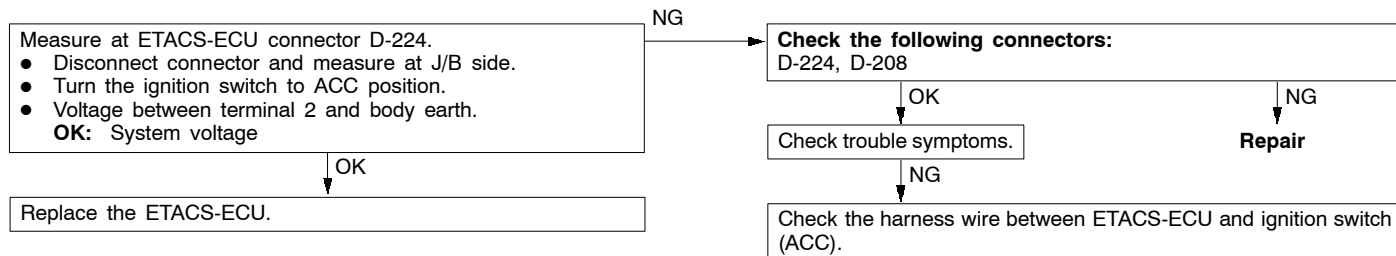 Measure at ETACS-ECU connector D-224.
● Disconnect connector and measure at J/B side.
● Turn the ignition switch to ACC position.
● Voltage between terminal 2 and body earth.
OK: System voltage
OK
Replace the ETACS-ECU.
NG
Check the following connectors:
D-224, D-208
OK
NG
Check trouble symptoms.
Repair
NG
Check the harness wire between ETACS-ECU and ignition switch
(ACC).